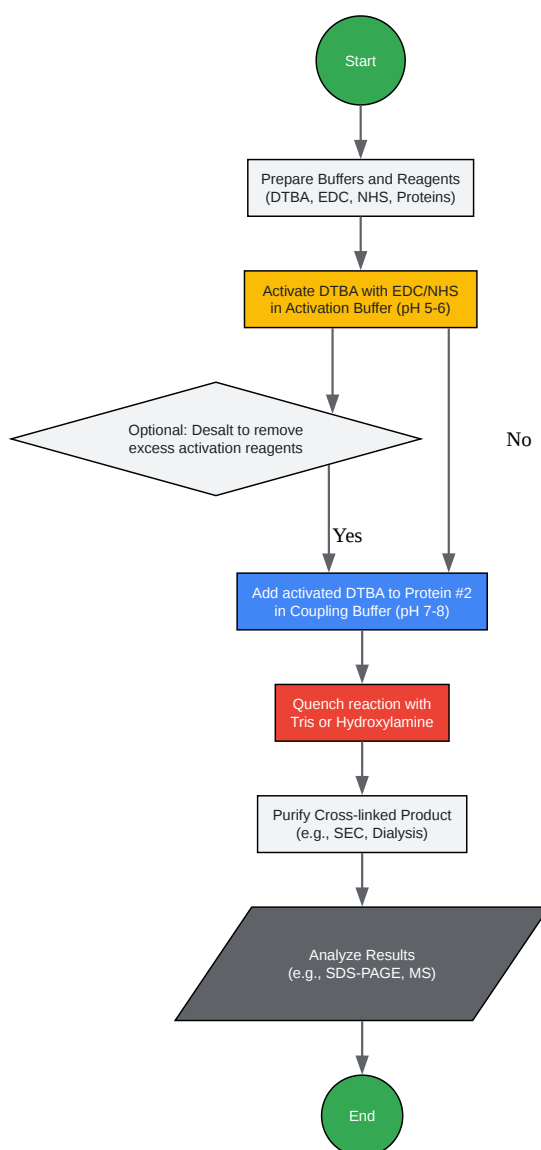 Start
Prepare Buffers and Reagents
(DTBA, EDC, NHS, Proteins)
Activate DTBA with EDC/NHS
in Activation Buffer (pH 5-6)
Optional: Desalt to remove
excess activation reagents
No
Yes
Add activated DTBA to Protein #2
in Coupling Buffer (pH 7-8)
Quench reaction with
Tris or Hydroxylamine
Purify Cross-linked Product
(e.g., SEC, Dialysis)
Analyze Results
(e.g., SDS-PAGE, MS)
End